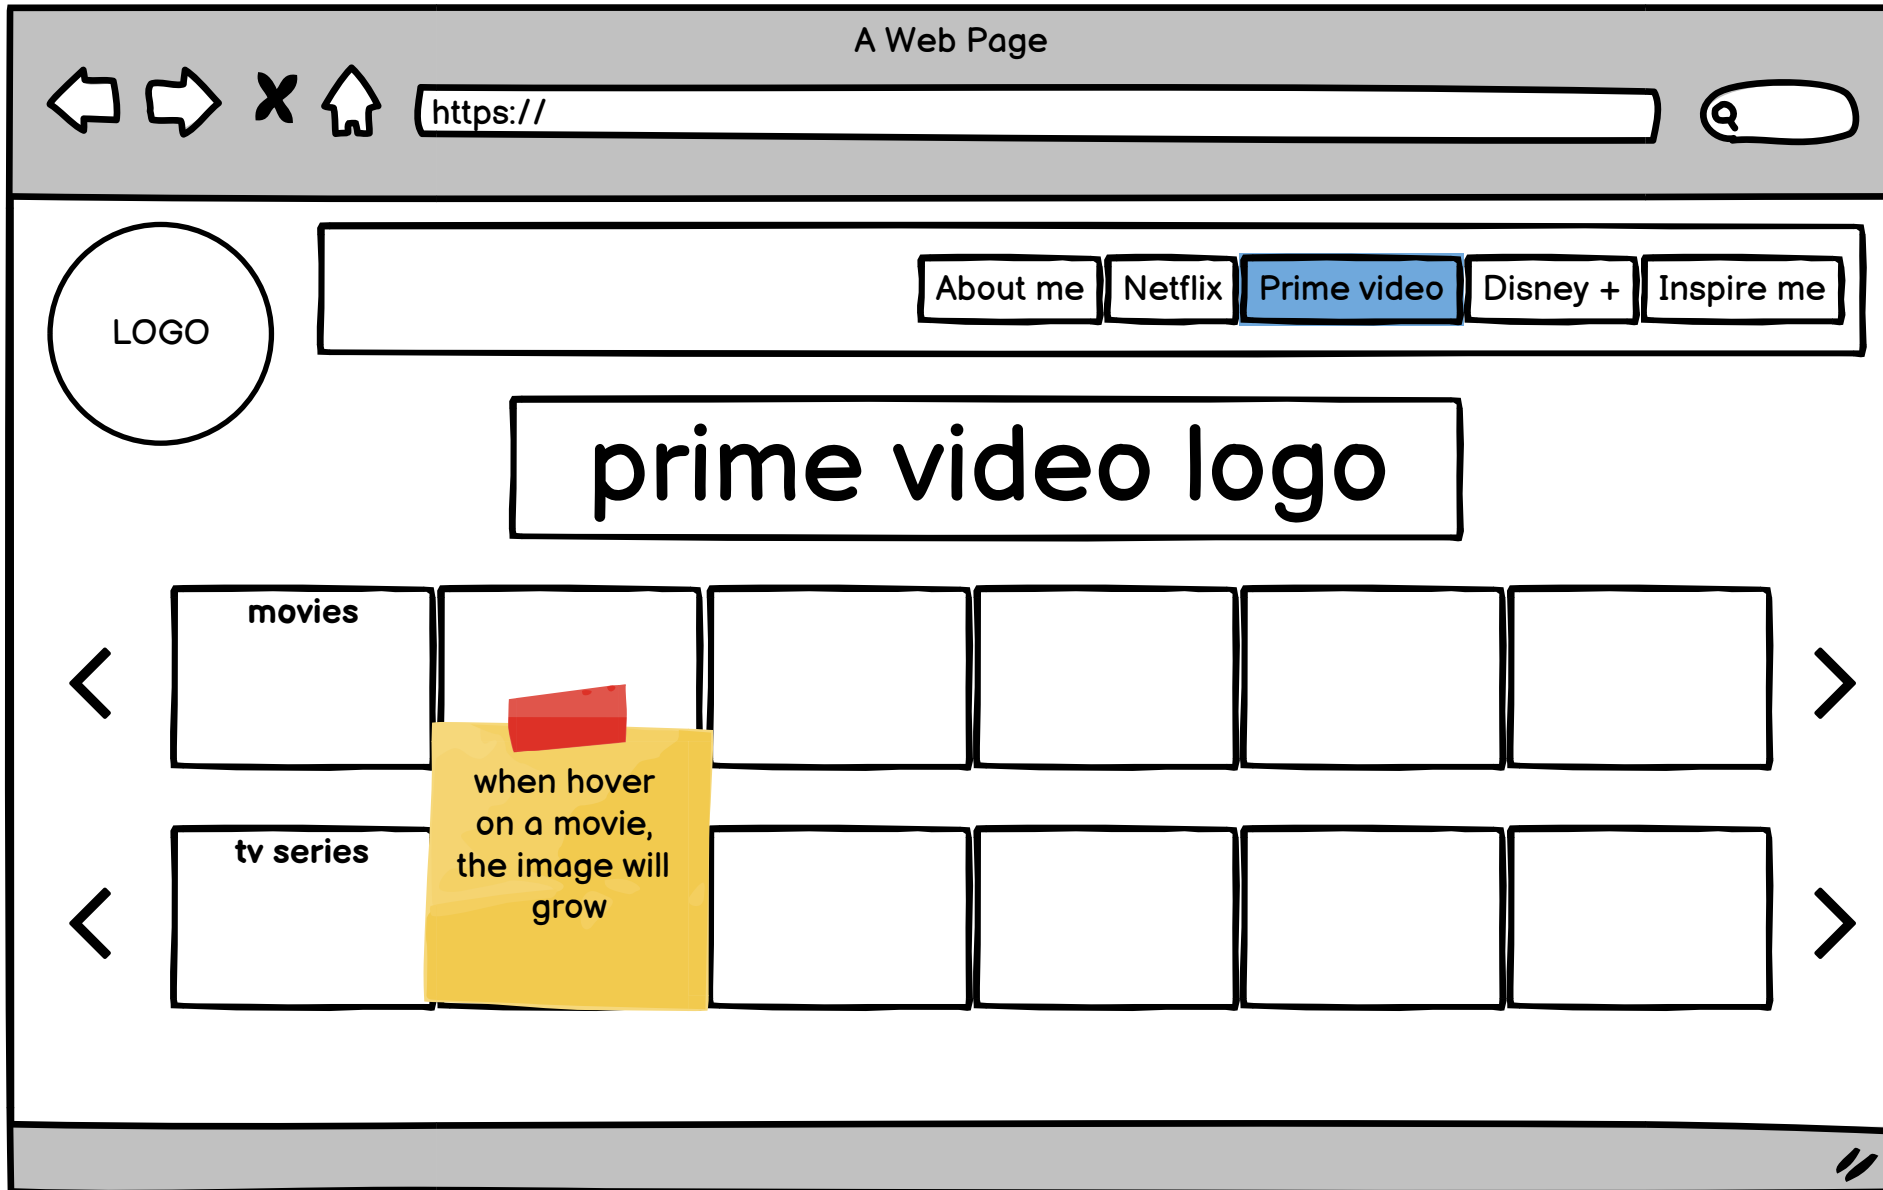 A Web Page
https://
LOGO
About me Netflix Prime video Disney + Inspire me
prime video logo
movies
when hover
on a movie,
the image will
grow
tv series